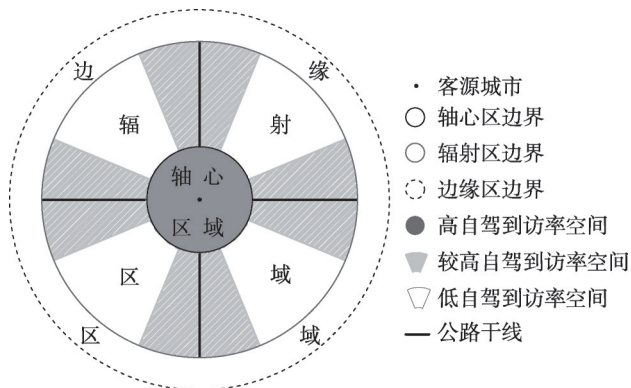 边 缘
辐 射
轴 心
区 域
区 域
区 域
客源城市
轴心区边界
辐射区边界
边缘区边界
高自驾到访率空间
较高自驾到访率空间
低自驾到访率空间
公路干线